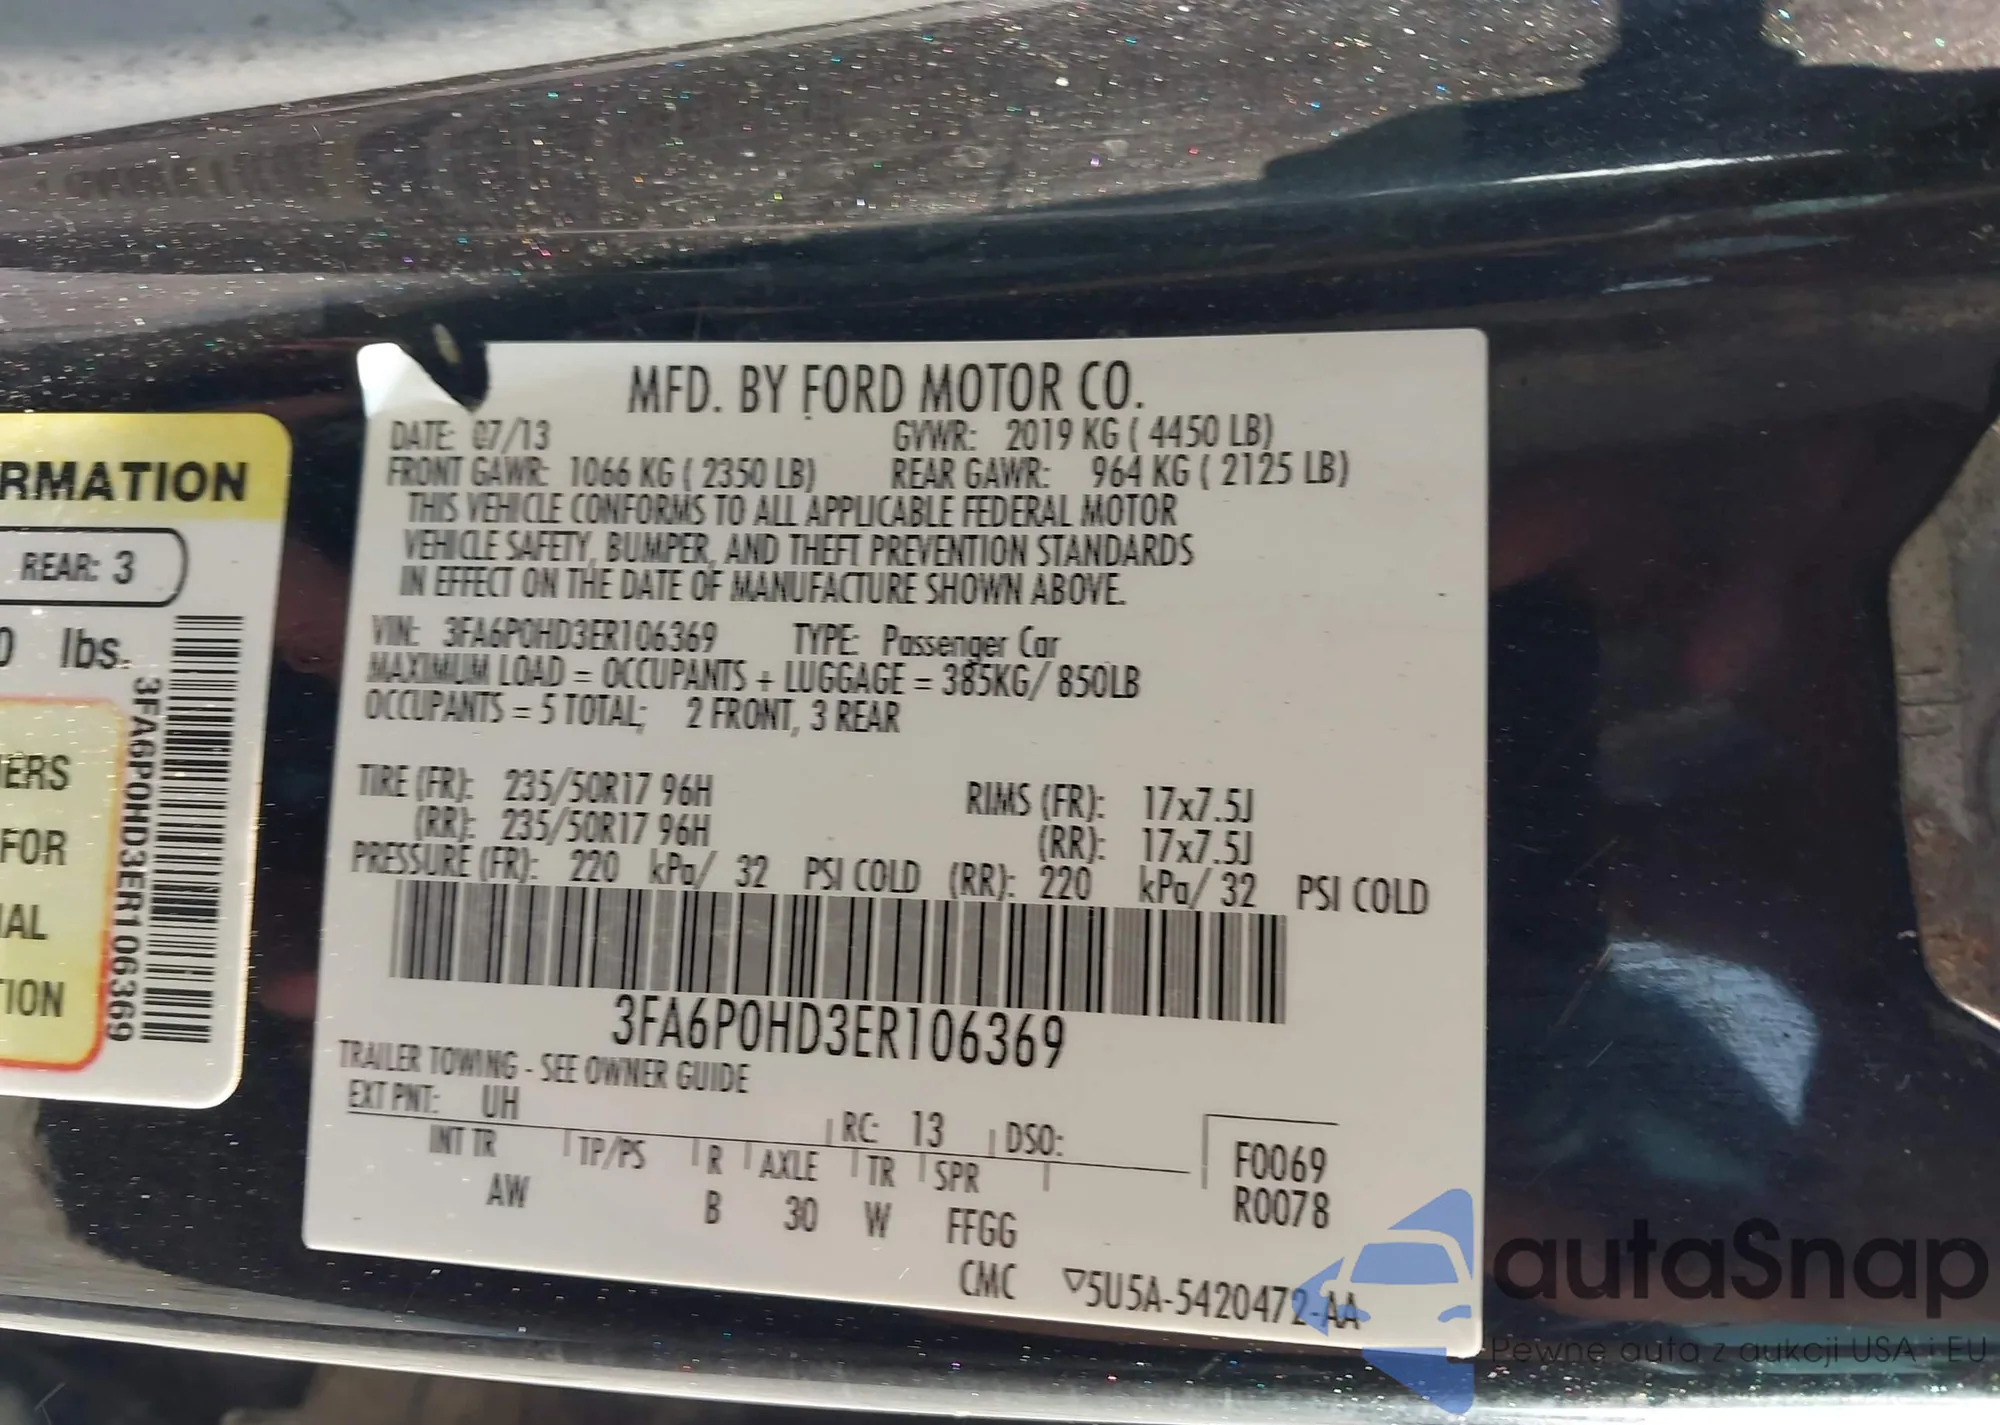 RMATION
REAR: 3
0 lbs.
3FA6P0HD3ER106369
IERS
FOR
IAL
TION
MFD. BY FORD MOTOR CO.
DATE: 07/13 GVWR: 2019 KG ( 4450 LB)
FRONT GAWR: 1066 KG ( 2350 LB) REAR GAWR: 964 KG ( 2125 LB)
THIS VEHICLE CONFORMS TO ALL APPLICABLE FEDERAL MOTOR
VEHICLE SAFETY, BUMPER, AND THEFT PREVENTION STANDARDS
IN EFFECT ON THE DATE OF MANUFACTURE SHOWN ABOVE.
VIN: 3FA6P0HD3ER106369 TYPE: Passenger Car
MAXIMUM LOAD = OCCUPANTS + LUGGAGE = 385KG/ 850LB
OCCUPANTS = 5 TOTAL; 2 FRONT, 3 REAR
TIRE (FR): 235/50R17 96H RIMS (FR): 17x7.5J
(RR): 235/50R17 96H (RR): 17x7.5J
PRESSURE (FR): 220 kPa/ 32 PSI COLD (RR): 220 kPa/ 32 PSI COLD
3FA6P0HD3ER106369
TRAILER TOWING - SEE OWNER GUIDE
EXT PNT: UH RC: 13 DSO:
INT TR TP/PS R AXLE TR SPR F0069
AW B 30 W FFGG R0078
CMC ▽5U5A-5420472-AA
autaSnap
Pewne auta z aukcji USA i EU